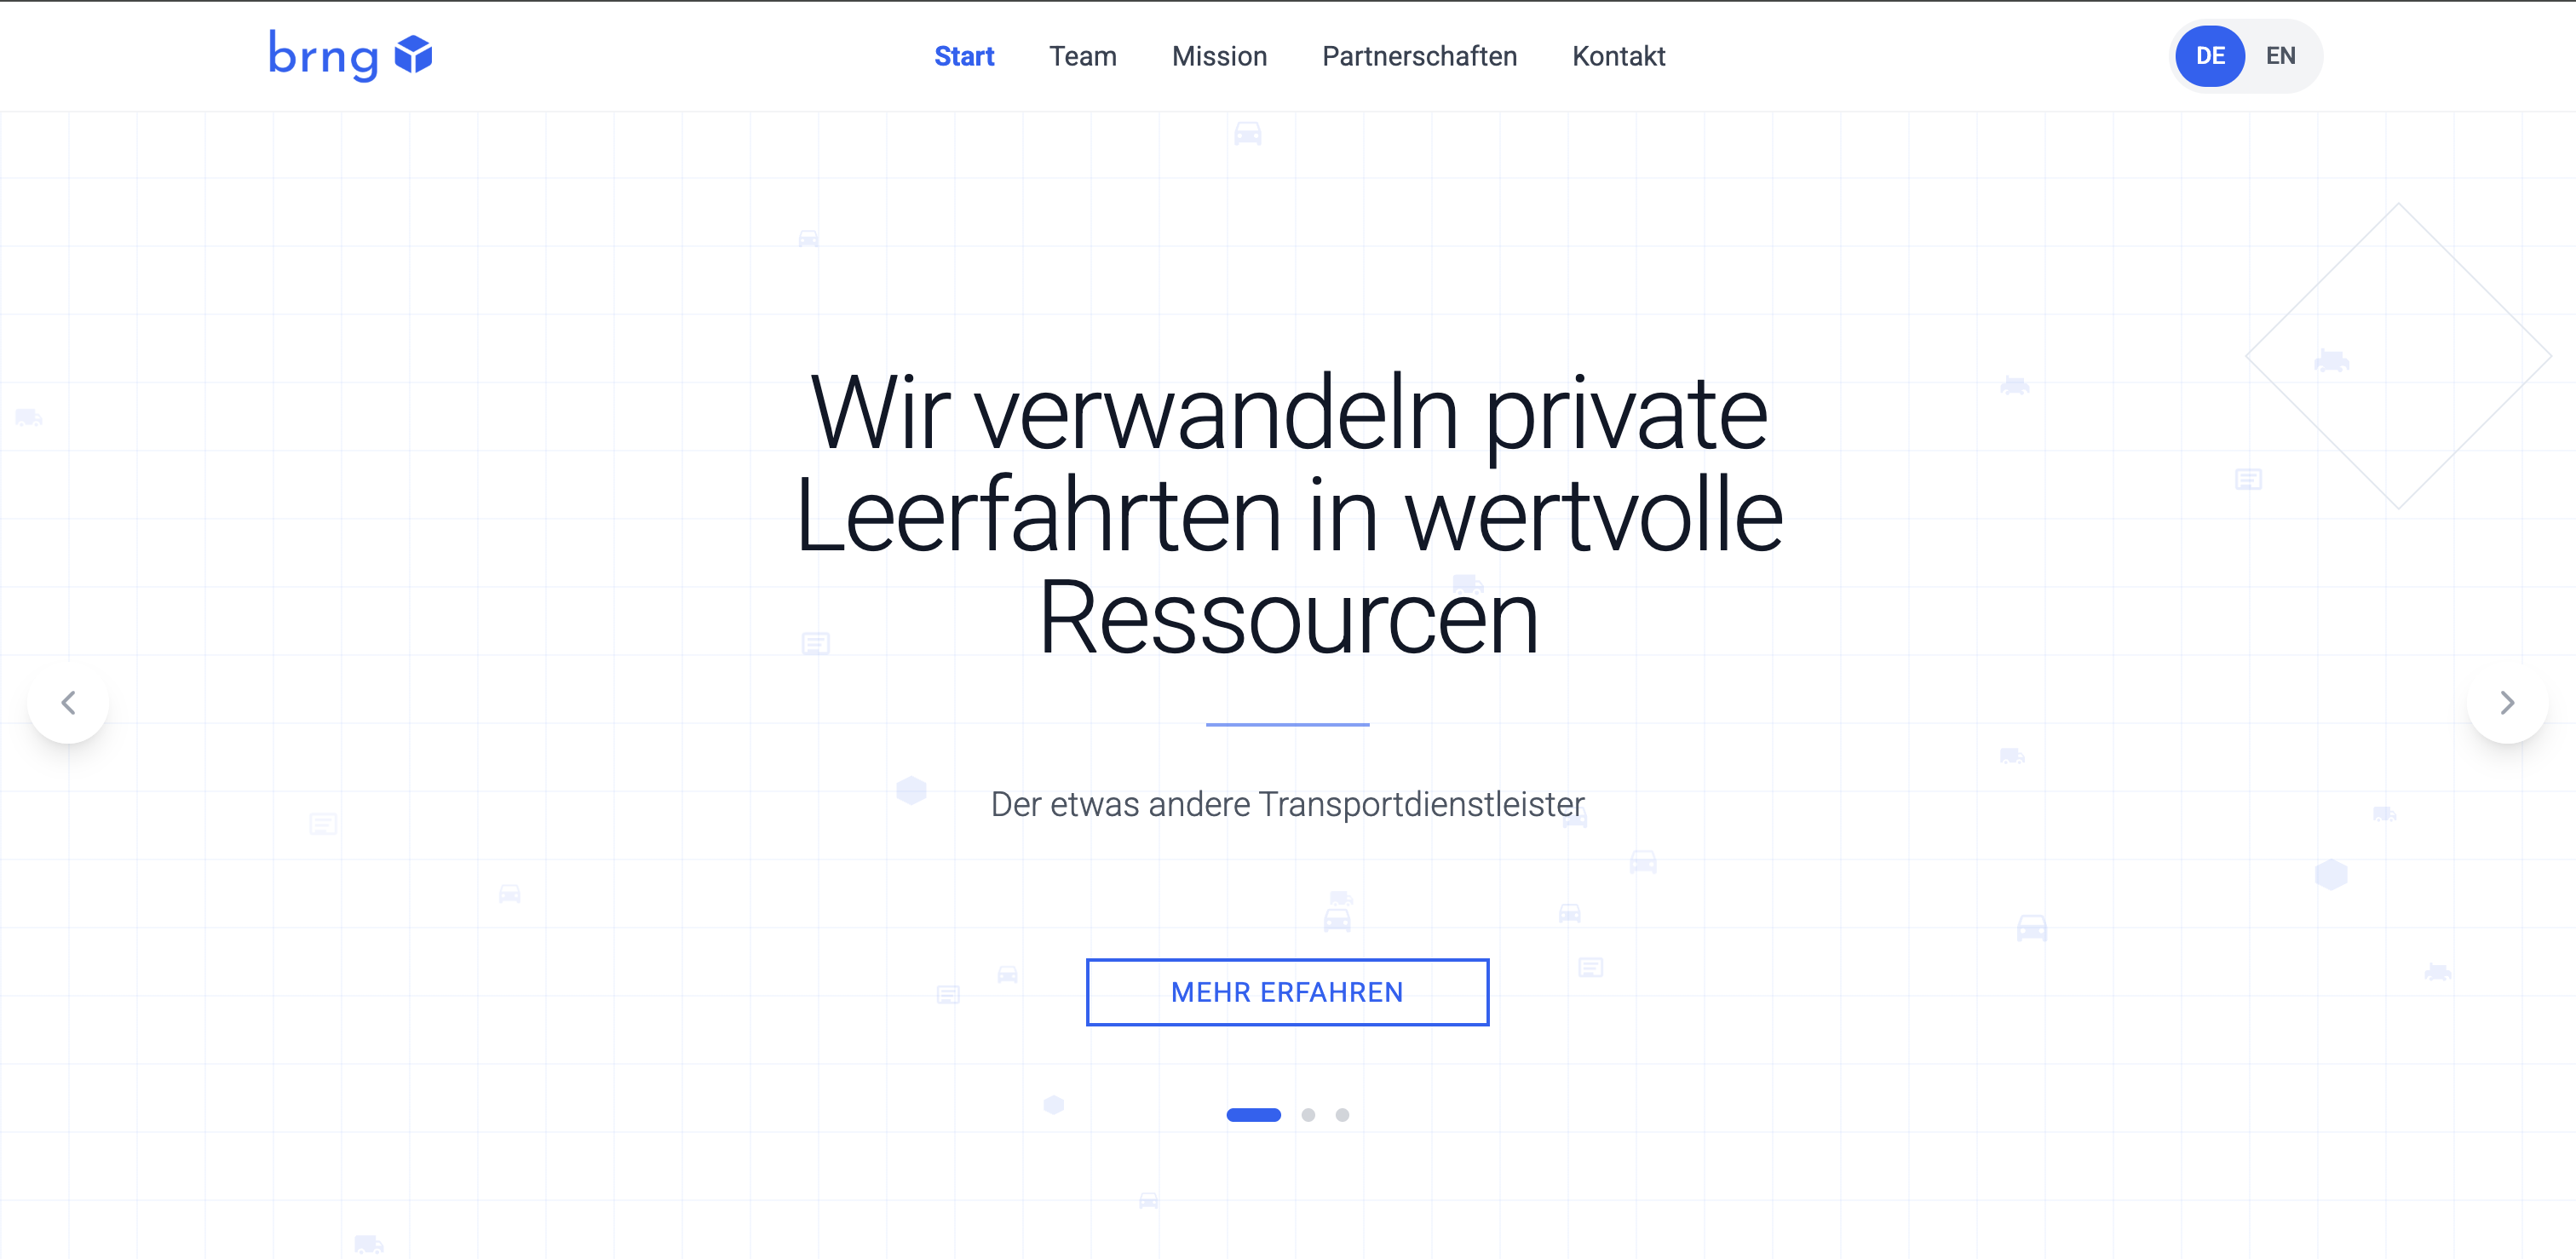 brng
Start Team Mission Partnerschaften Kontakt
DE EN
Wir verwandeln private
Leerfahrten in wertvolle
Ressourcen
Der etwas andere Transportdienstleister
MEHR ERFAHREN